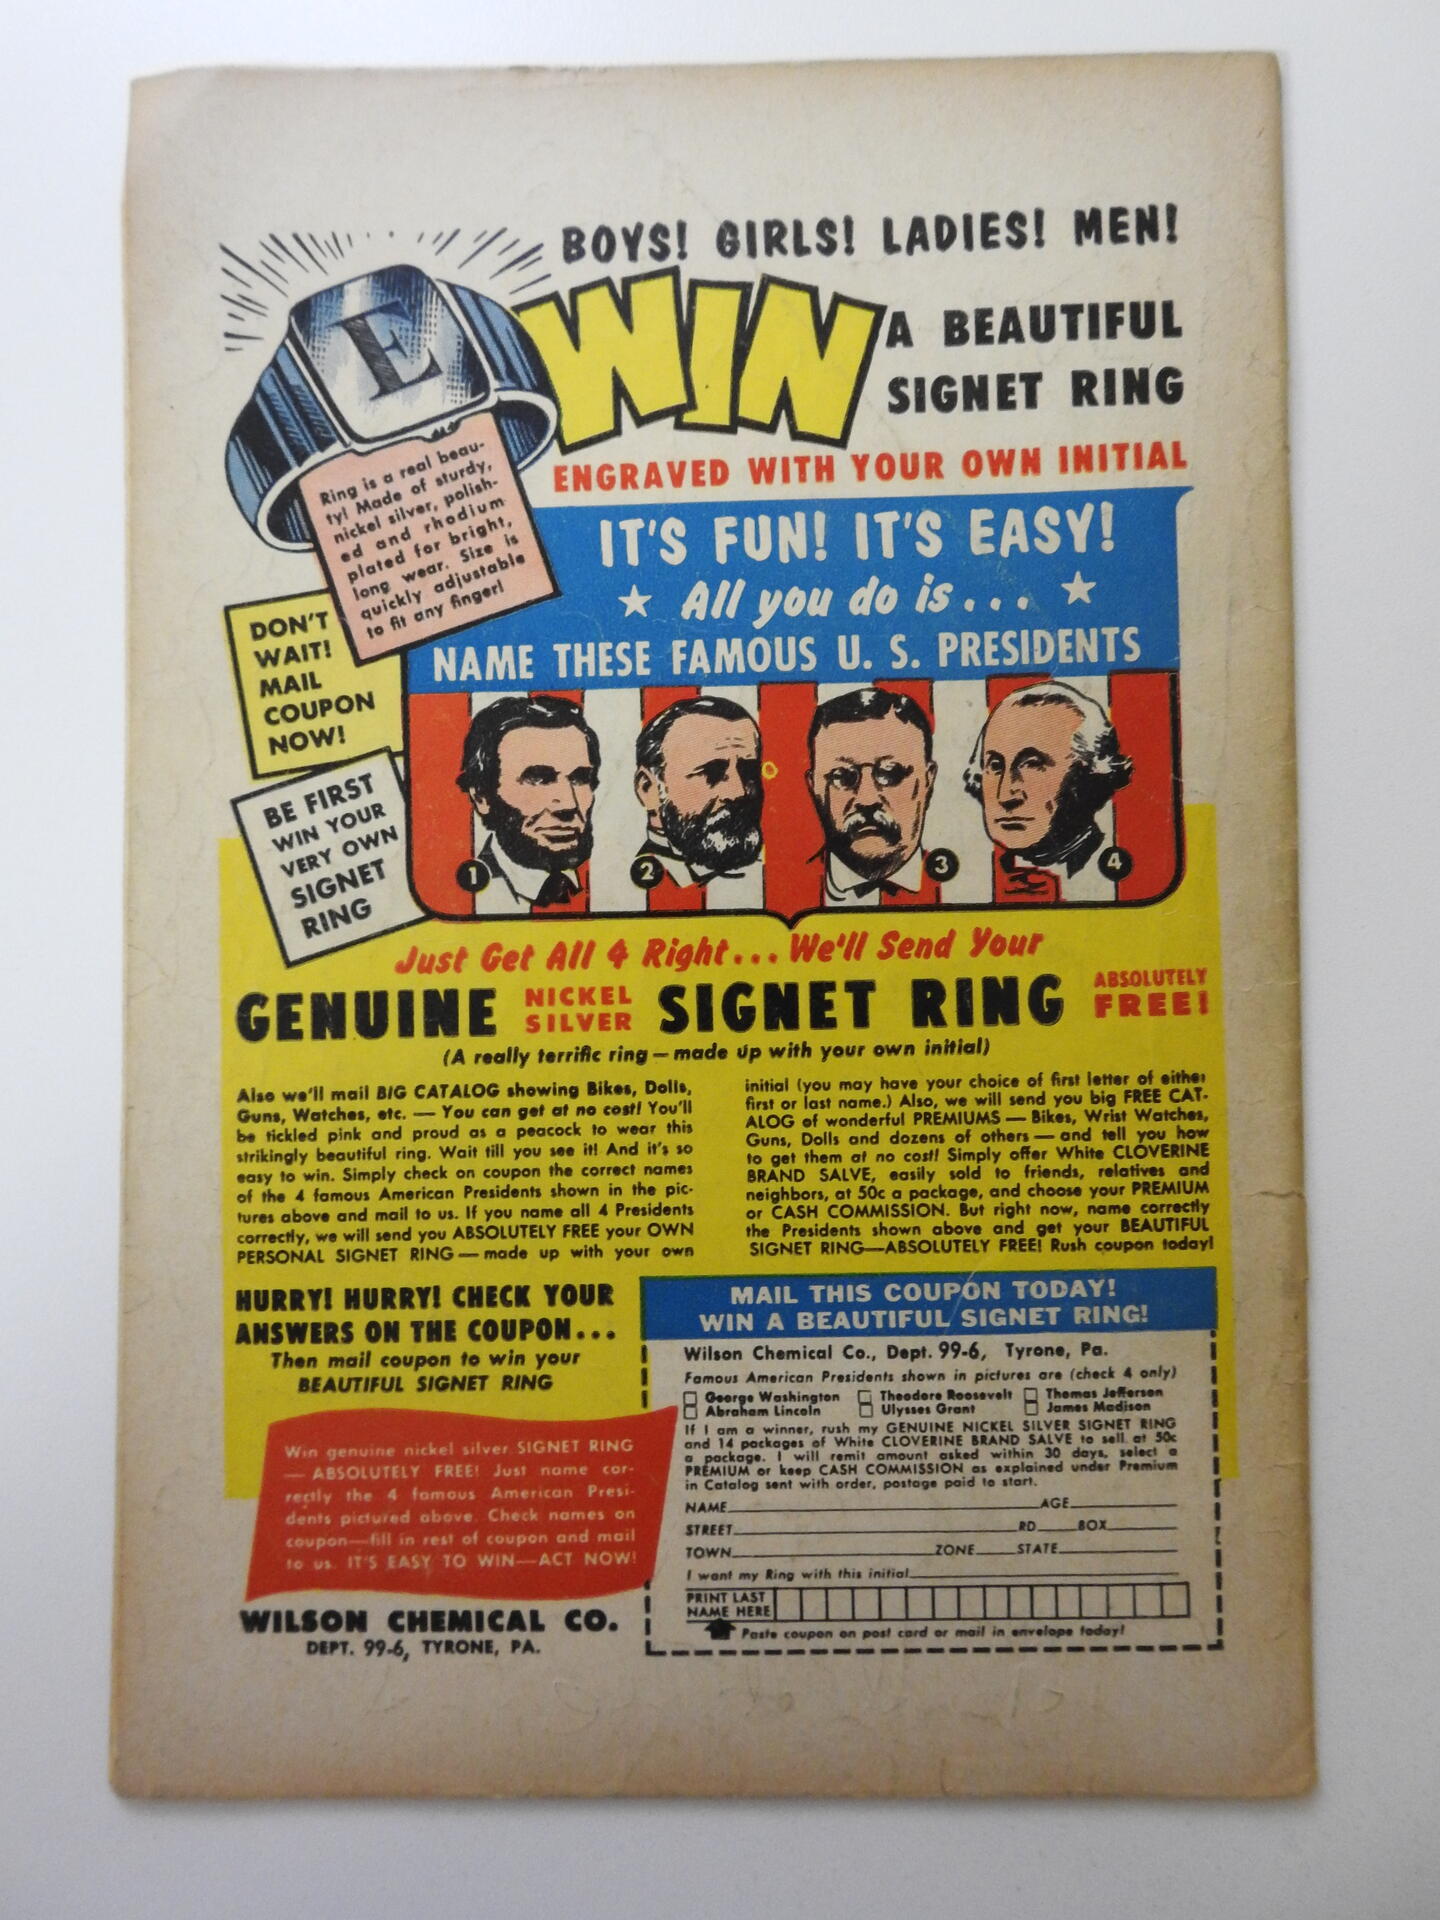 BOYS! GIRLS! LADIES! MEN!
WIN
A BEAUTIFUL
SIGNET RING
ENGRAVED WITH YOUR OWN INITIAL
E
Ring is a real beau-
ty! Made of sturdy,
nickel silver, polish-
ed and rhodium
plated for bright,
long wear. Size is
quickly adjustable
to fit any finger!
DON'T
WAIT!
MAIL
COUPON
NOW!
BE FIRST
WIN YOUR
VERY OWN
SIGNET
RING
IT'S FUN! IT'S EASY!
All you do is...
NAME THESE FAMOUS U. S. PRESIDENTS
1 2 3 4
Just Get All 4 Right... We'll Send Your
GENUINE NICKEL SILVER SIGNET RING ABSOLUTELY FREE!
(A really terrific ring — made up with your own initial)
Also we'll mail BIG CATALOG showing Bikes, Dolls,
Guns, Watches, etc. — You can get at no cost! You'll
be tickled pink and proud as a peacock to wear this
strikingly beautiful ring. Wait till you see it! And it's so
easy to win. Simply check on coupon the correct names
of the 4 famous American Presidents shown in the pic-
tures above and mail to us. If you name all 4 Presidents
correctly, we will send you ABSOLUTELY FREE your OWN
PERSONAL SIGNET RING — made up with your own
initial (you may have your choice of first letter of either
first or last name.) Also, we will send you big FREE CAT-
ALOG of wonderful PREMIUMS — Bikes, Wrist Watches,
Guns, Dolls and dozens of others — and tell you how
to get them at no cost! Simply offer White CLOVERINE
BRAND SALVE, easily sold to friends, relatives and
neighbors, at 50c a package, and choose your PREMIUM
or CASH COMMISSION. But right now, name correctly
the Presidents shown above and get your BEAUTIFUL
SIGNET RING—ABSOLUTELY FREE! Rush coupon today!
HURRY! HURRY! CHECK YOUR
ANSWERS ON THE COUPON...
Then mail coupon to win your
BEAUTIFUL SIGNET RING
Win genuine nickel silver SIGNET RING
— ABSOLUTELY FREE! Just name cor-
rectly the 4 famous American Presi-
dents pictured above. Check names on
coupon—fill in rest of coupon and mail
to us. IT'S EASY TO WIN—ACT NOW!
WILSON CHEMICAL CO.
DEPT. 99-6, TYRONE, PA.
MAIL THIS COUPON TODAY!
WIN A BEAUTIFUL SIGNET RING!
Wilson Chemical Co., Dept. 99-6, Tyrone, Pa.
Famous American Presidents shown in pictures are (check 4 only)
George Washington Theodore Roosevelt Thomas Jefferson
Abraham Lincoln Ulysses Grant James Madison
If I am a winner, rush my GENUINE NICKEL SILVER SIGNET RING
and 14 packages of White CLOVERINE BRAND SALVE to sell at 50c
a package. I will remit amount asked within 30 days, select a
PREMIUM or keep CASH COMMISSION as explained under Premium
in Catalog sent with order, postage paid to start.
NAME AGE
STREET RD BOX
TOWN ZONE STATE
I want my Ring with this initial
PRINT LAST
NAME HERE
Paste coupon on post card or mail in envelope today!